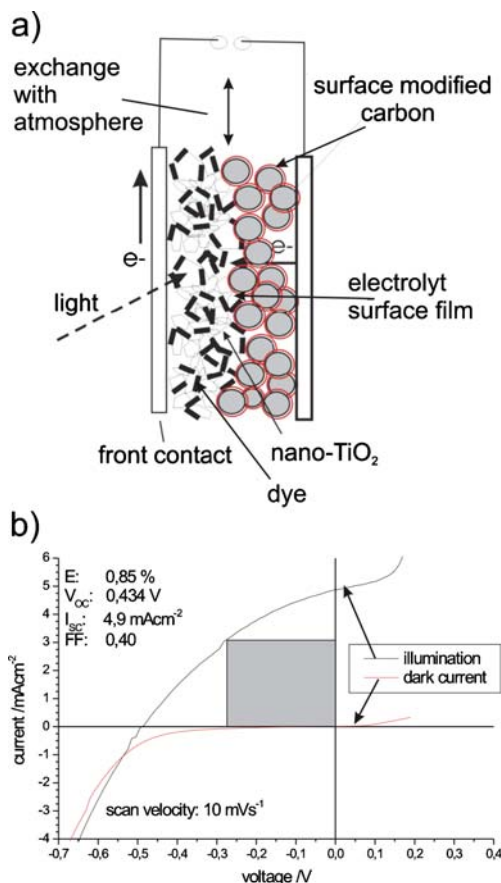 a)
exchange
with
atmosphere
surface modified
carbon
e-
e-
light
electrolyt
surface film
front contact
nano-TiO₂
dye
b)
6
5
4
3
2
1
0
-1
-2
-3
-4
current /mAcm⁻²
E: 0,85 %
V_OC: 0,434 V
I_SC: 4,9 mAcm⁻²
FF: 0,40
illumination
dark current
scan velocity: 10 mVs⁻¹
-0,7 -0,6 -0,5 -0,4 -0,3 -0,2 -0,1 0,0 0,1 0,2 0,3 0,4
voltage /V